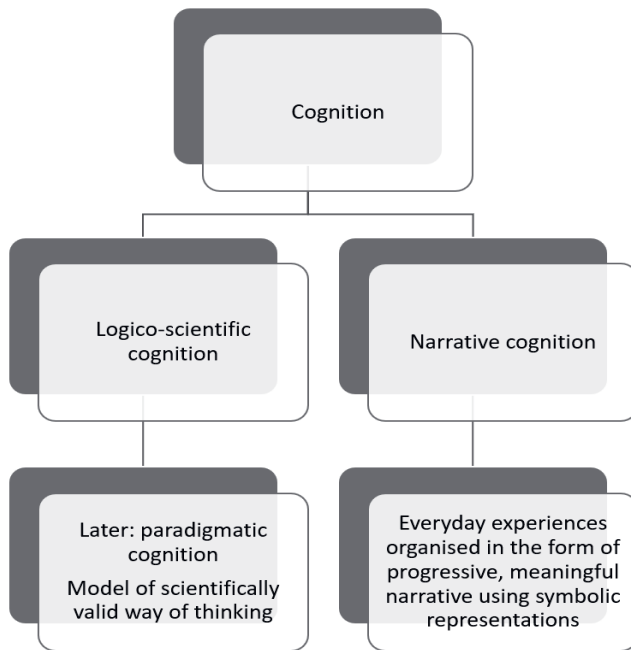 Cognition
Logico-scientific
cognition
Narrative cognition
Later: paradigmatic
cognition
Model of scientifically
valid way of thinking
Everyday experiences
organised in the form of
progressive, meaningful
narrative using symbolic
representations